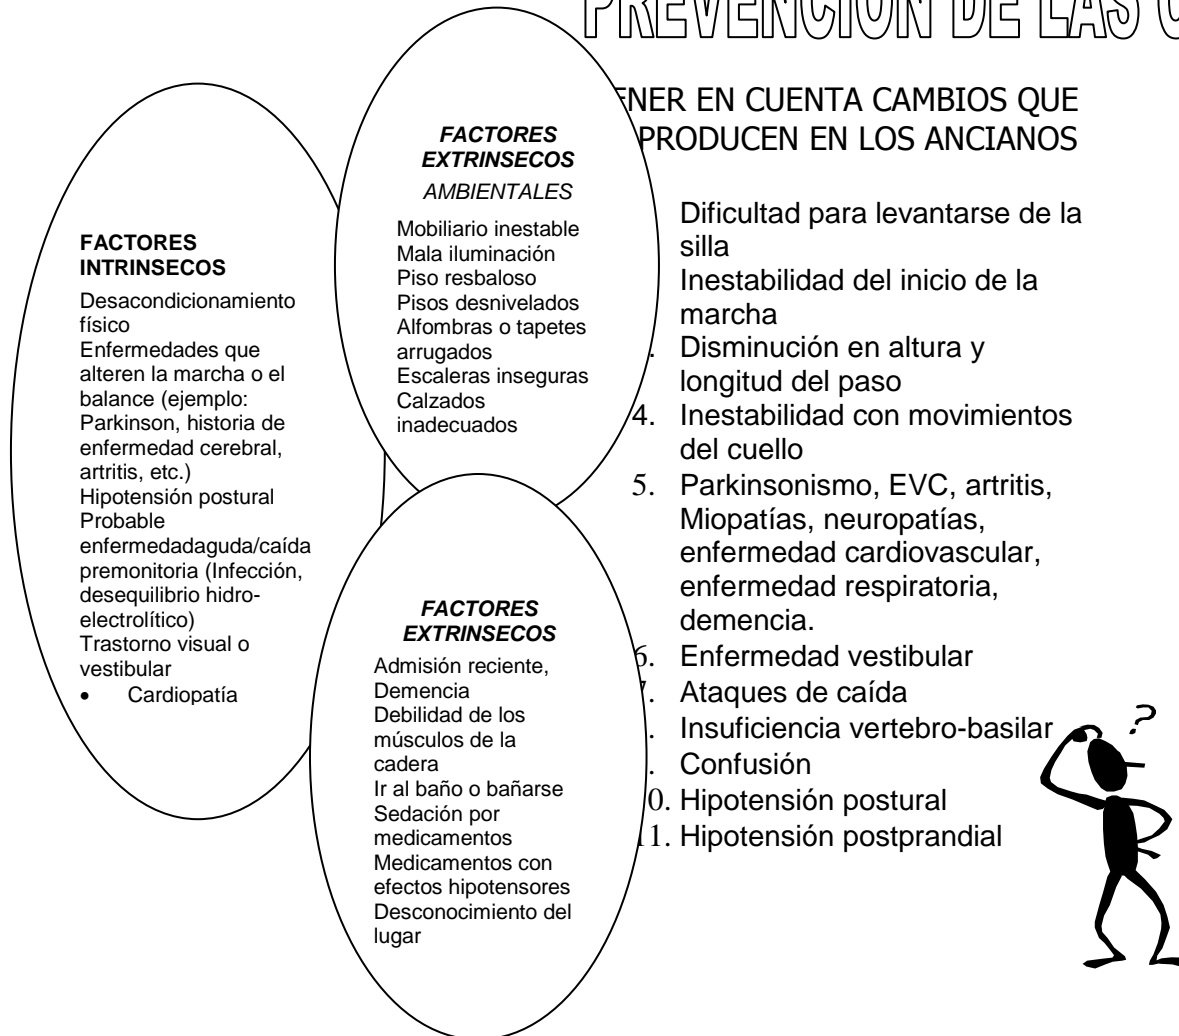 PREVENCION DE LAS
FACTORES
INTRINSECOS
Desacondicionamiento
físico
Enfermedades que
alteren la marcha o el
balance (ejemplo:
Parkinson, historia de
enfermedad cerebral,
artritis, etc.)
Hipotensión postural
Probable
enfermedadaguda/caída
premonitoria (Infección,
desequilibrio hidro-
electrolítico)
Trastorno visual o
vestibular
• Cardiopatía
FACTORES
EXTRINSECOS
AMBIENTALES
Mobiliario inestable
Mala iluminación
Piso resbaloso
Pisos desnivelados
Alfombras o tapetes
arrugados
Escaleras inseguras
Calzados
inadecuados
FACTORES
EXTRINSECOS
Admisión reciente,
Demencia
Debilidad de los
músculos de la
cadera
Ir al baño o bañarse
Sedación por
medicamentos
Medicamentos con
efectos hipotensores
Desconocimiento del
lugar
ENER EN CUENTA CAMBIOS QUE
PRODUCEN EN LOS ANCIANOS
Dificultad para levantarse de la
silla
Inestabilidad del inicio de la
marcha
. Disminución en altura y
longitud del paso
4. Inestabilidad con movimientos
del cuello
5. Parkinsonismo, EVC, artritis,
Miopatías, neuropatías,
enfermedad cardiovascular,
enfermedad respiratoria,
demencia.
6. Enfermedad vestibular
7. Ataques de caída
. Insuficiencia vertebro-basilar
. Confusión
0. Hipotensión postural
11. Hipotensión postprandial
?